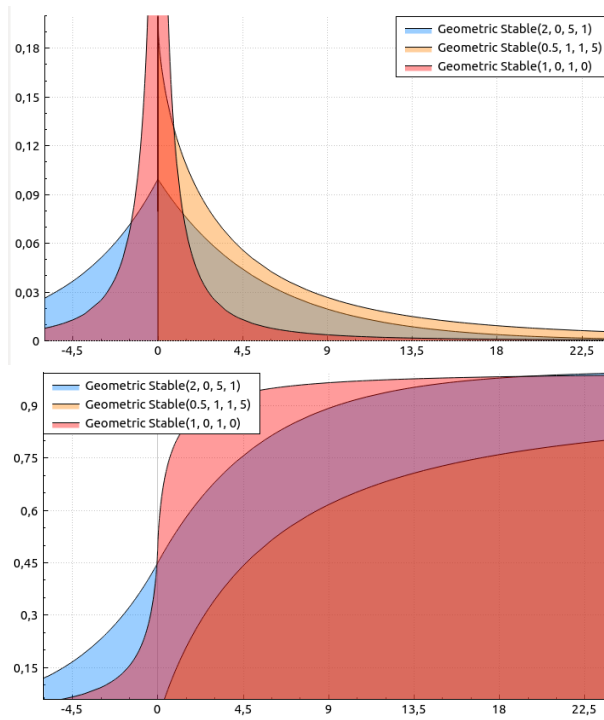 0,18
0,15
0,12
0,09
0,06
0,03
0
Geometric Stable(2, 0, 5, 1)
Geometric Stable(0.5, 1, 1, 5)
Geometric Stable(1, 0, 1, 0)
-4,5 0 4,5 9 13,5 18 22,5
0,9
0,75
0,6
0,45
0,3
0,15
Geometric Stable(2, 0, 5, 1)
Geometric Stable(0.5, 1, 1, 5)
Geometric Stable(1, 0, 1, 0)
-4,5 0 4,5 9 13,5 18 22,5